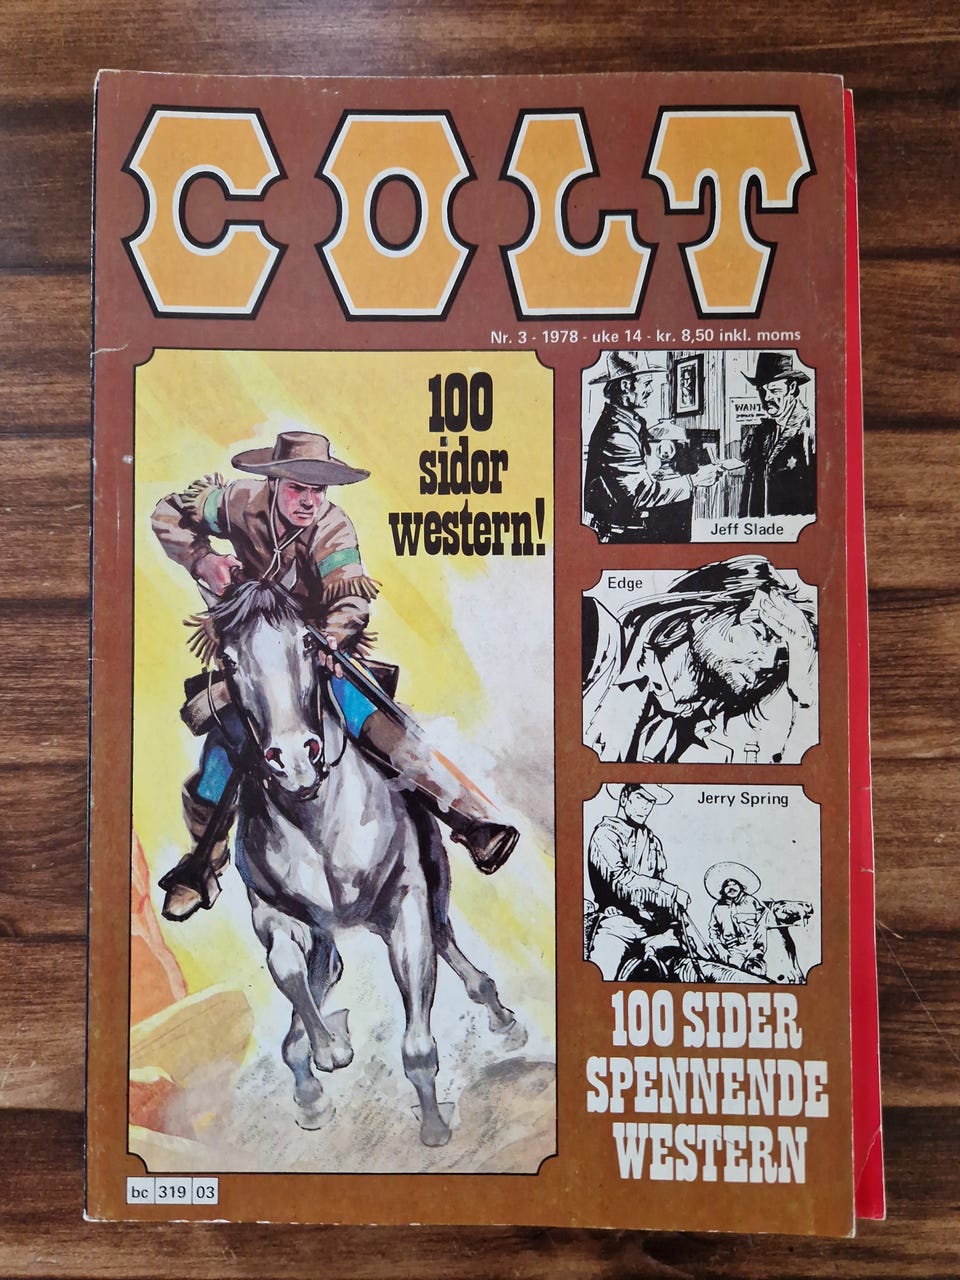 COLT
Nr. 3 - 1978 - uke 14 - kr. 8,50 inkl. moms
100
sidor
western!
WANT
Jeff Slade
Edge
Jerry Spring
100 SIDER
SPENNENDE
WESTERN
bc 319 03